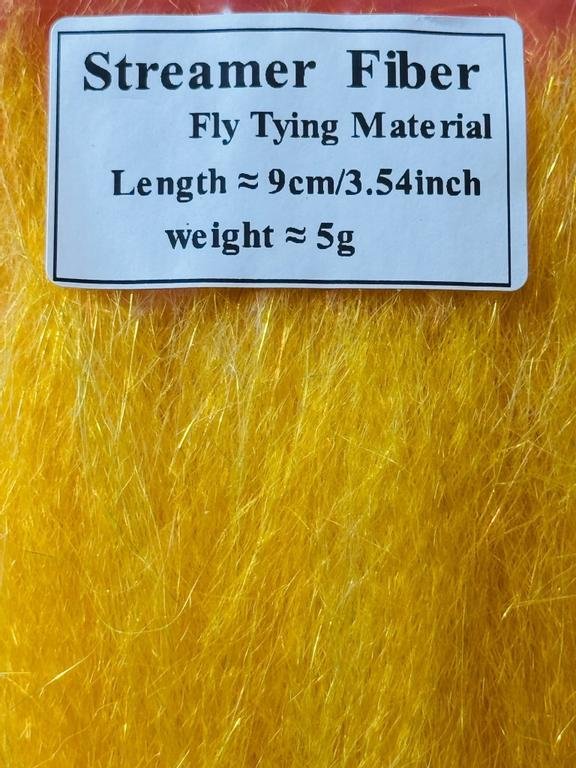 Streamer Fiber
Fly Tying Material
Length ≈ 9cm/3.54inch
weight ≈ 5g